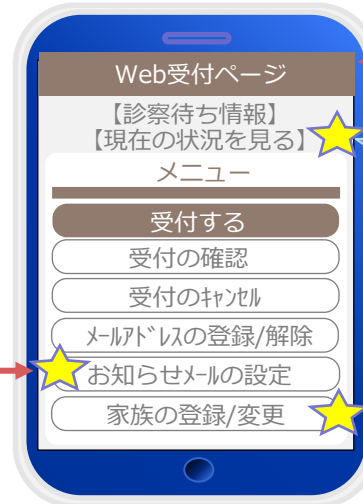 Web受付ページ
【診察待ち情報】
【現在の状況を見る】
メニュー
受付する
受付の確認
受付のｷｬﾝｾﾙ
ﾒｰﾙｱﾄﾞﾚｽの登録/解除
お知らせﾒｰﾙの設定
家族の登録/変更